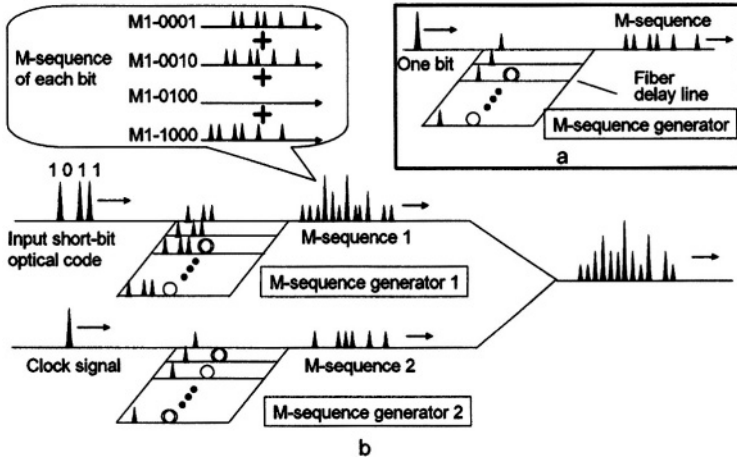 M1-0001
M-sequence
of each bit
M1-0010
M1-0100
M1-1000
M-sequence
One bit
Fiber
delay line
M-sequence generator
a
1 0 1 1
Input short-bit
optical code
M-sequence 1
M-sequence generator 1
Clock signal
M-sequence 2
M-sequence generator 2
b